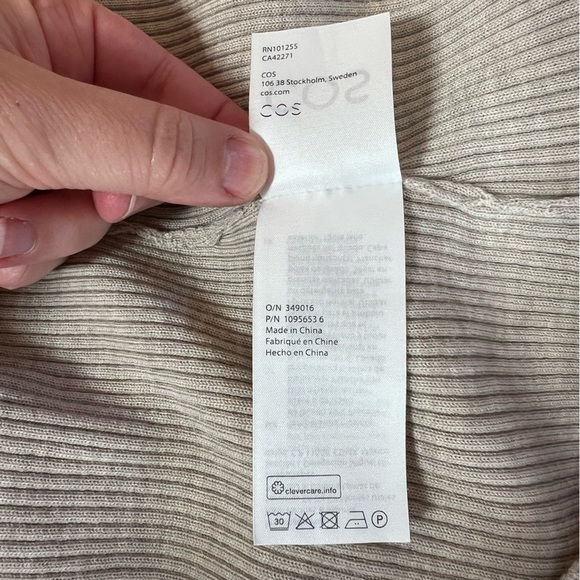 RN101255
CA42271
COS
106 38 Stockholm, Sweden
cos.com
COS
O/N 349016
P/N 1095653 6
Made in China
Fabriqué en Chine
Hecho en China
clevercare.info
30
P